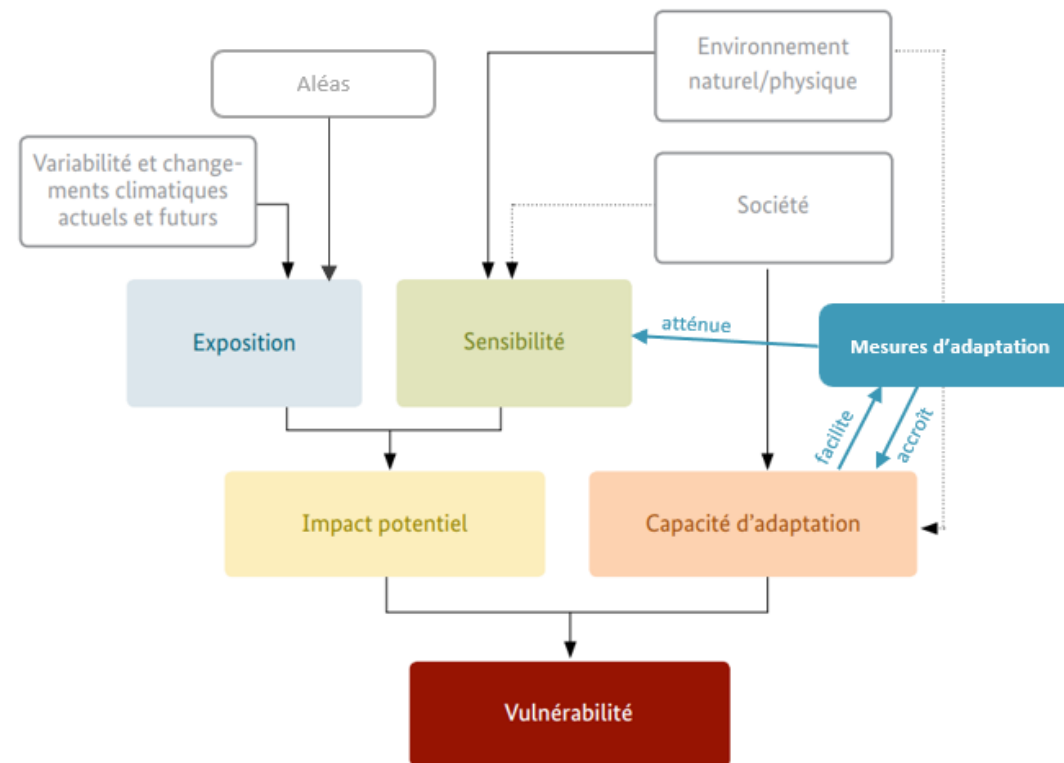 Environnement
naturel/physique
Aléas
Variabilité et change-
ments climatiques
actuels et futurs
Société
Exposition
Sensibilité
atténue
Mesures d’adaptation
facilite
accroît
Impact potentiel
Capacité d’adaptation
Vulnérabilité